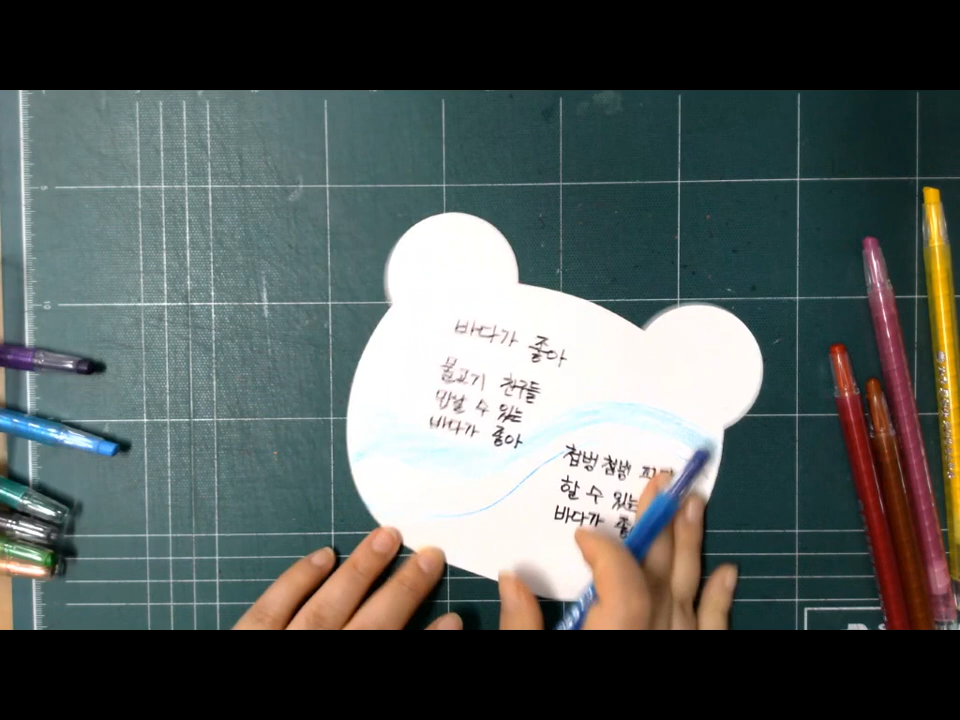 바다가 좋아
물고기 친구들
만날 수 있는
바다가 좋아
첨벙 첨벙
할 수 있는
바다가